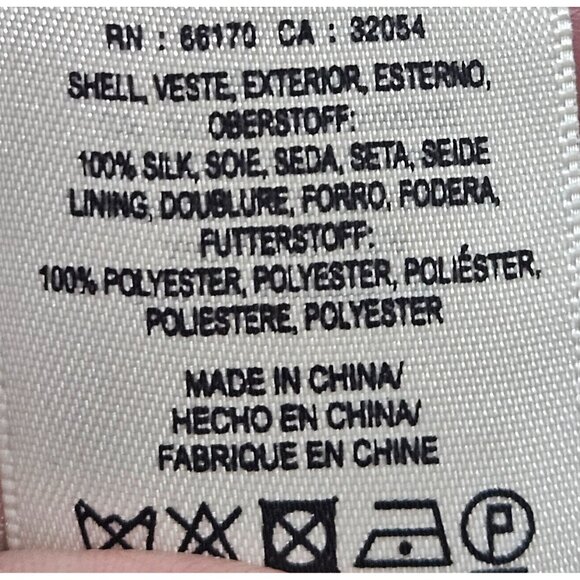 RN : 66170 CA : 32054
SHELL, VESTE, EXTERIOR, ESTERNO,
OBERSTOFF:
100% SILK, SOIE, SEDA, SETA, SEIDE
LINING, DOUBLURE, FORRO, FODERA,
FUTTERSTOFF:
100% POLYESTER, POLYESTER, POLIÉSTER,
POLIESTERE, POLYESTER
MADE IN CHINA/
HECHO EN CHINA/
FABRIQUE EN CHINE
P